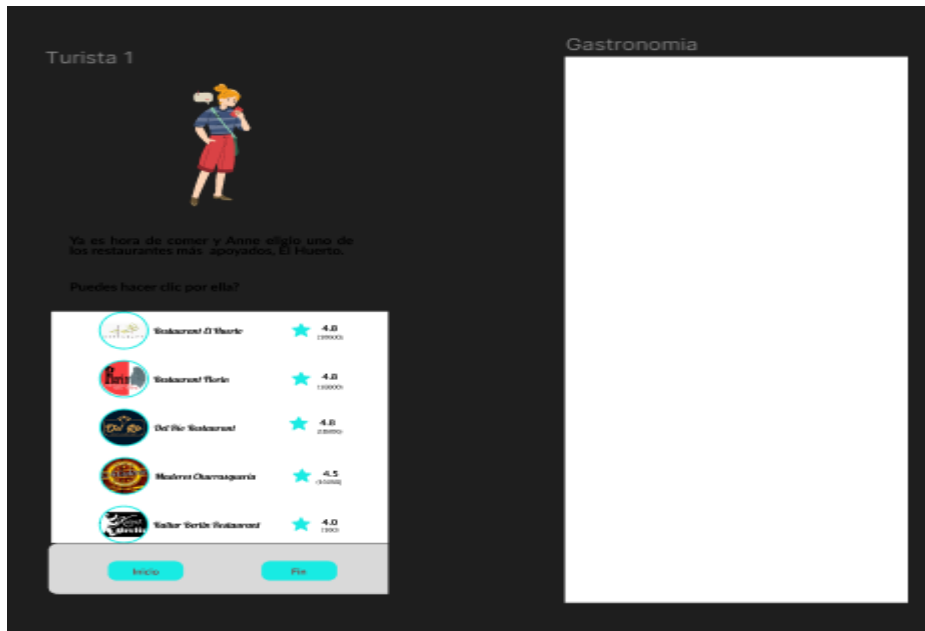 Turista 1
Gastronomia
Ya es hora de comer y Anne eligio uno de
los restaurantes más apoyados, El Huerto.
Puedes hacer clic por ella?
Restaurant El Huerto
4.8
Restaurant Florin
4.8
Del Rio Restaurant
4.8
4.5
Restaurant
4.0
Inicio
Fin